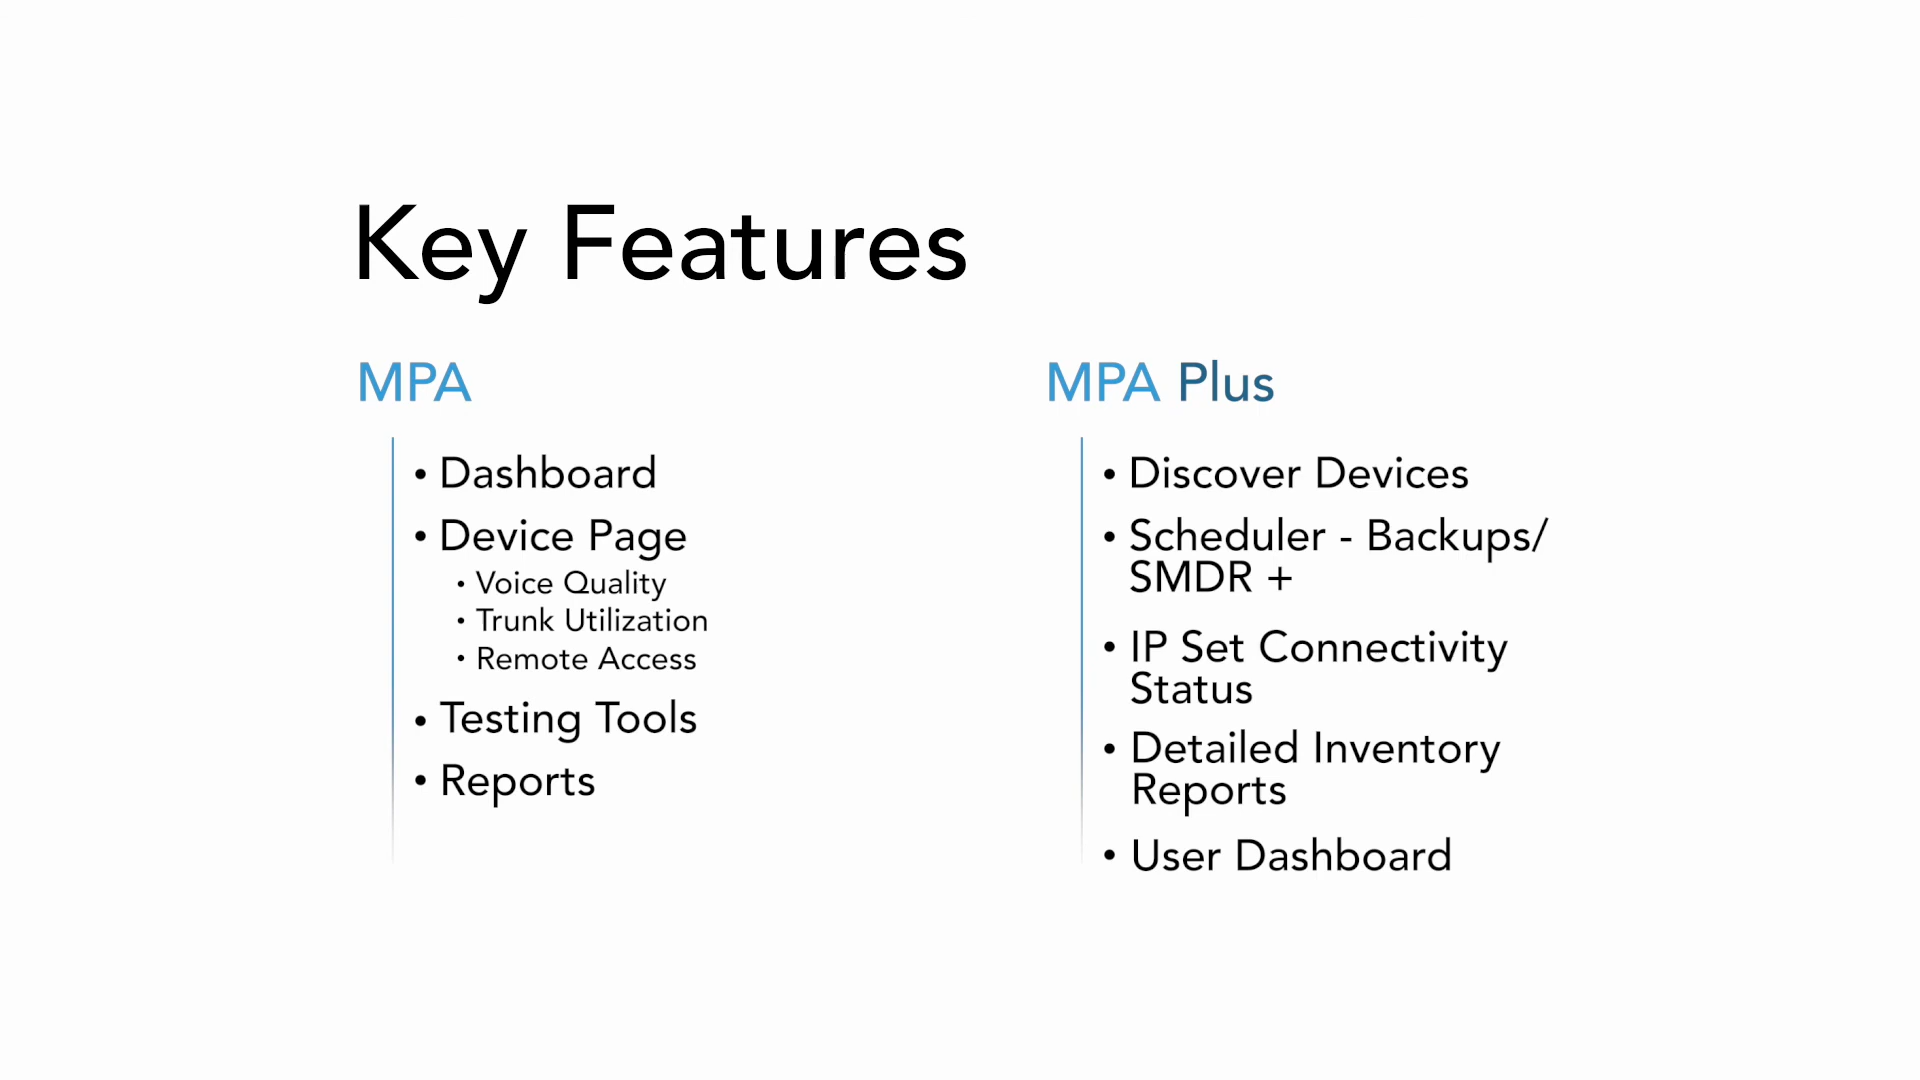 Key Features
MPA
• Dashboard
• Device Page
• Voice Quality
• Trunk Utilization
• Remote Access
• Testing Tools
• Reports
MPA Plus
• Discover Devices
• Scheduler - Backups/
SMDR +
• IP Set Connectivity
Status
• Detailed Inventory
Reports
• User Dashboard